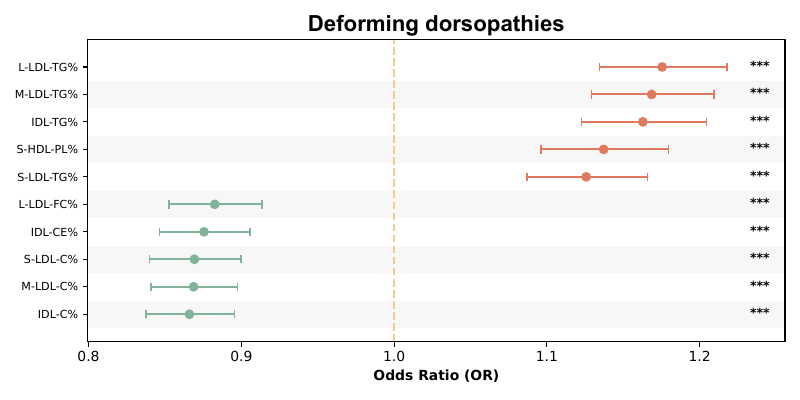 Deforming dorsopathies
L-LDL-TG% ***
M-LDL-TG% ***
IDL-TG% ***
S-HDL-PL% ***
S-LDL-TG% ***
L-LDL-FC% ***
IDL-CE% ***
S-LDL-C% ***
M-LDL-C% ***
IDL-C% ***
0.8 0.9 1.0 1.1 1.2
Odds Ratio (OR)